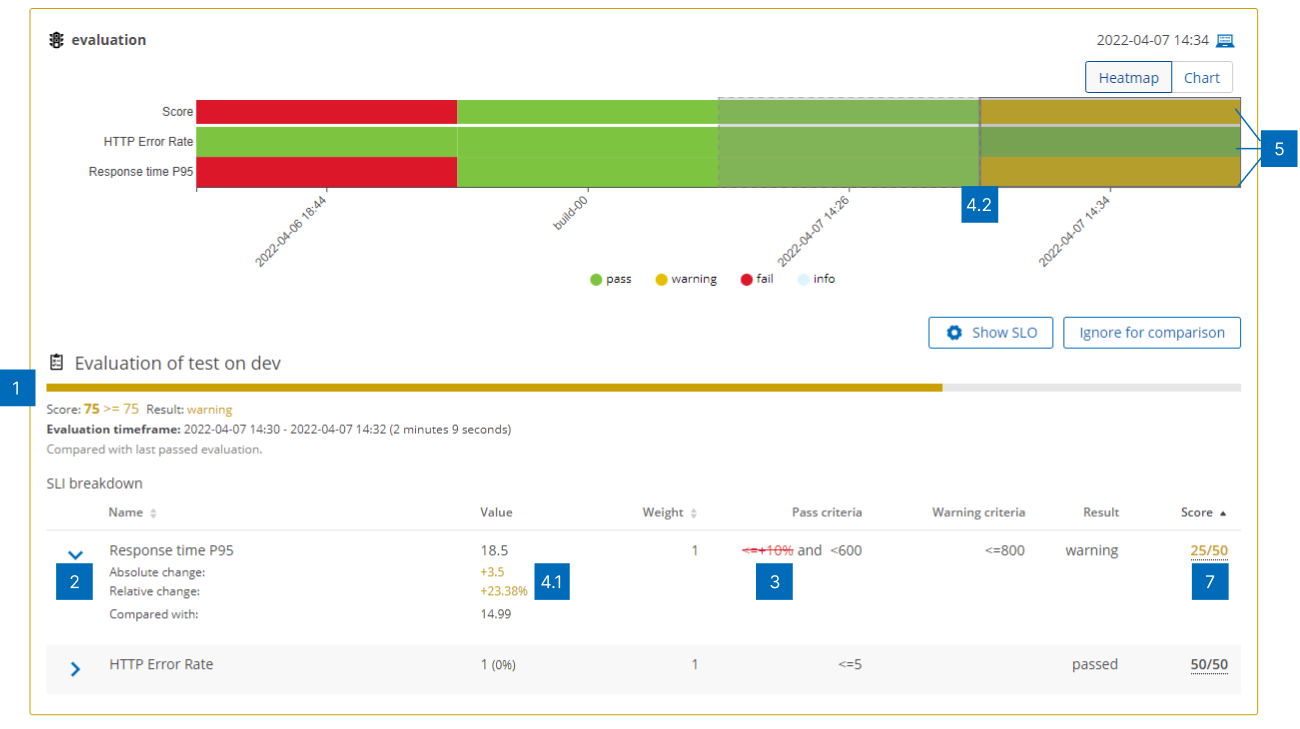 evaluation
2022-04-07 14:34
Heatmap Chart
Score
HTTP Error Rate
Response time P95
5
4.2
2022-04-06 18:44
build-00
2022-04-07 14:26
2022-04-07 14:34
pass warning fail info
Show SLO Ignore for comparison
Evaluation of test on dev
1
Score: 75 >= 75 Result: warning
Evaluation timeframe: 2022-04-07 14:30 - 2022-04-07 14:32 (2 minutes 9 seconds)
Compared with last passed evaluation.
SLI breakdown
Name Value Weight Pass criteria Warning criteria Result Score
Response time P95 18.5 1 <=+10% and <600 <=800 warning 25/50
Absolute change: +3.5
Relative change: +23.38%
2 4.1 3 7
Compared with: 14.99
HTTP Error Rate 1 (0%) 1 <=5 passed 50/50